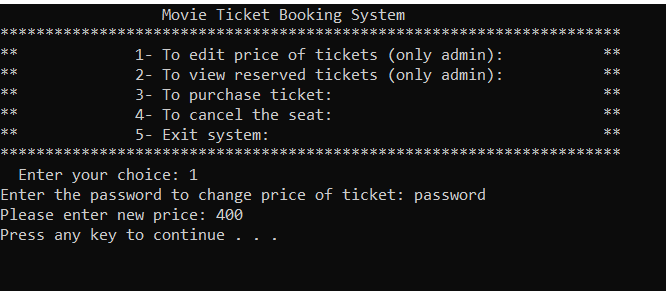 Movie Ticket Booking System
*********************************************************************
** 1- To edit price of tickets (only admin): **
** 2- To view reserved tickets (only admin): **
** 3- To purchase ticket: **
** 4- To cancel the seat: **
** 5- Exit system: **
*********************************************************************
Enter your choice: 1
Enter the password to change price of ticket: password
Please enter new price: 400
Press any key to continue . . .